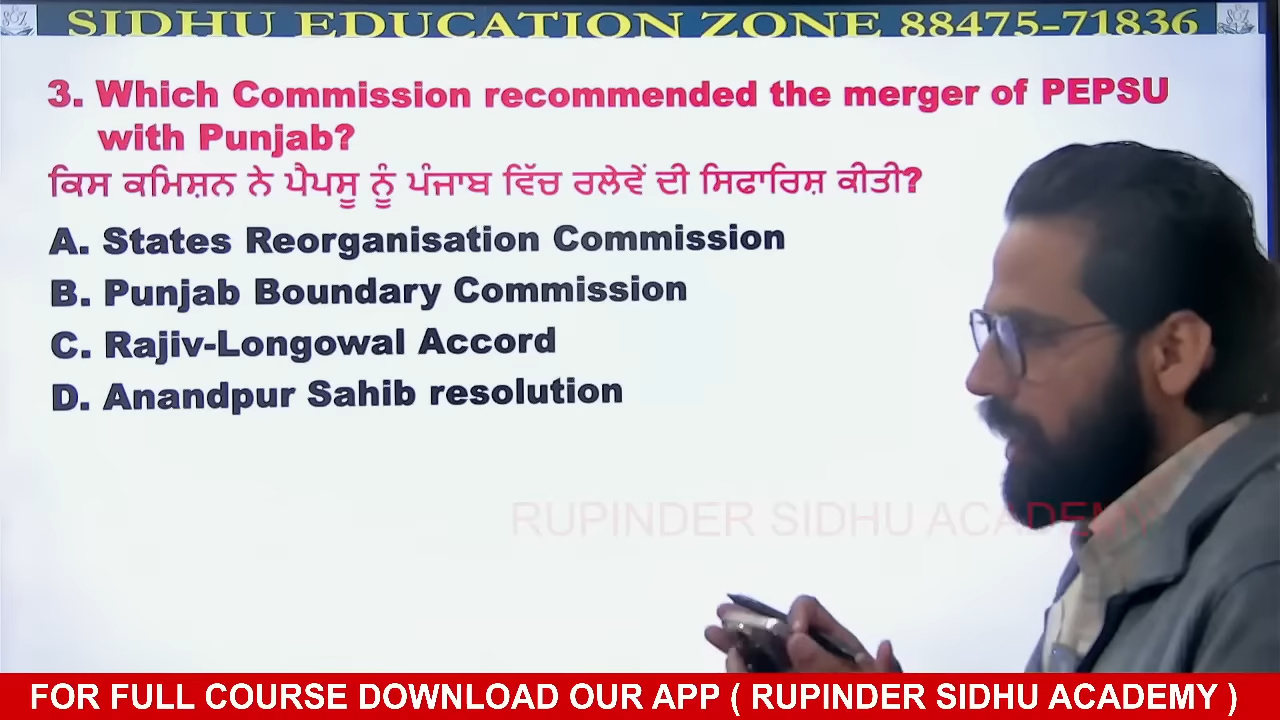 SIDHU EDUCATION ZONE 88475-71836
3. Which Commission recommended the merger of PEPSU
with Punjab?
ਕਿਸ ਕਮਿਸ਼ਨ ਨੇ ਪੈਪਸੂ ਨੂੰ ਪੰਜਾਬ ਵਿੱਚ ਰਲੇਵੇਂ ਦੀ ਸਿਫਾਰਿਸ਼ ਕੀਤੀ?
A. States Reorganisation Commission
B. Punjab Boundary Commission
C. Rajiv-Longowal Accord
D. Anandpur Sahib resolution
RUPINDER SIDHU ACADEMY
FOR FULL COURSE DOWNLOAD OUR APP ( RUPINDER SIDHU ACADEMY )